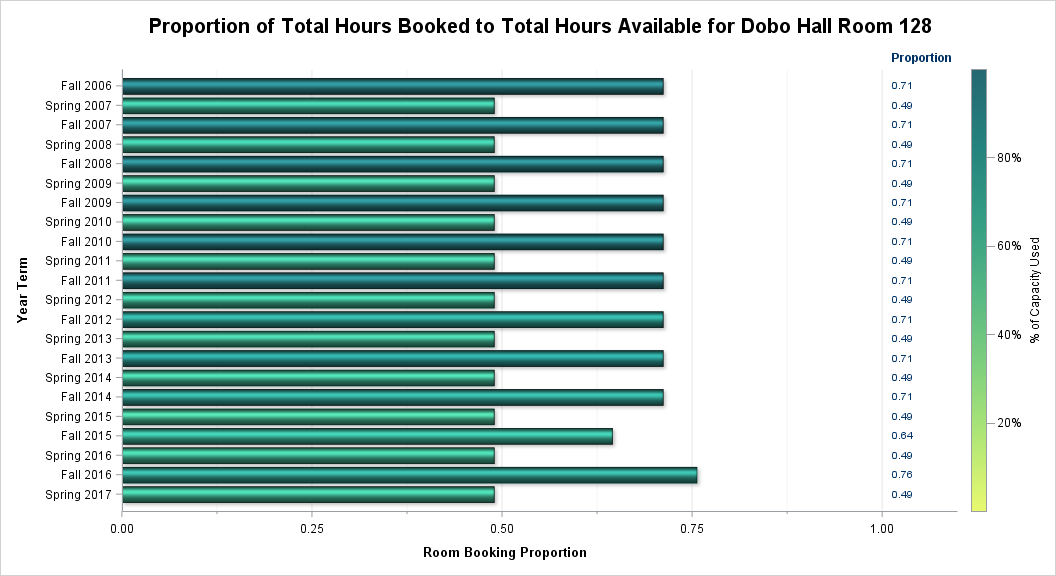 Proportion of Total Hours Booked to Total Hours Available for Dobo Hall Room 128
Proportion
Fall 2006 0.71
Spring 2007 0.49
Fall 2007 0.71
Spring 2008 0.49
Fall 2008 0.71
Spring 2009 0.49
Fall 2009 0.71
Spring 2010 0.49
Fall 2010 0.71
Spring 2011 0.49
Fall 2011 0.71
Spring 2012 0.49
Fall 2012 0.71
Spring 2013 0.49
Fall 2013 0.71
Spring 2014 0.49
Fall 2014 0.71
Spring 2015 0.49
Fall 2015 0.64
Spring 2016 0.49
Fall 2016 0.76
Spring 2017 0.49
Year Term
0.00 0.25 0.50 0.75 1.00
Room Booking Proportion
80%
60%
40%
20%
% of Capacity Used